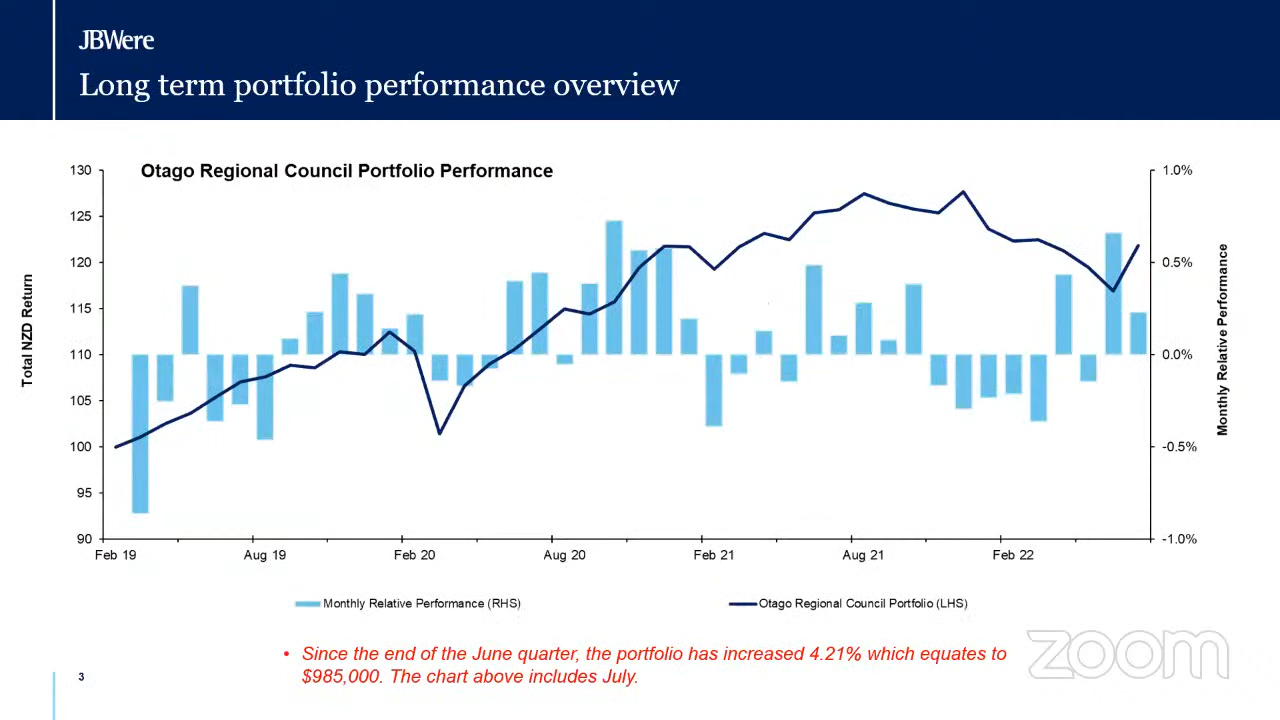 JBWere
Long term portfolio performance overview
Otago Regional Council Portfolio Performance
Total NZD Return
130
125
120
115
110
105
100
95
90
1.0%
0.5%
0.0%
-0.5%
-1.0%
Monthly Relative Performance
Feb 19
Aug 19
Feb 20
Aug 20
Feb 21
Aug 21
Feb 22
Monthly Relative Performance (RHS)
Otago Regional Council Portfolio (LHS)
• Since the end of the June quarter, the portfolio has increased 4.21% which equates to
$985,000. The chart above includes July.
3
zoom